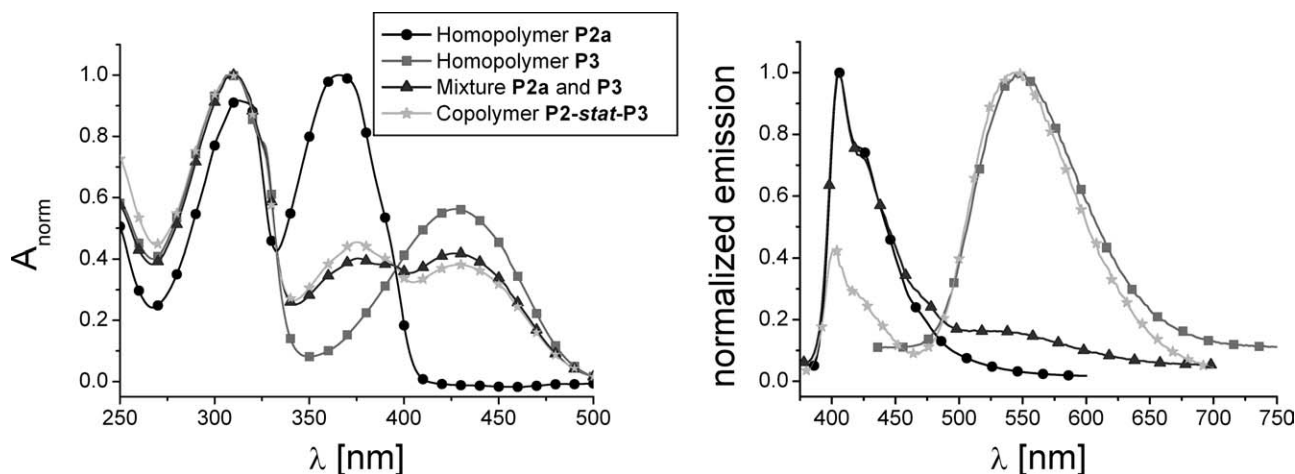 Homopolymer P2a
Homopolymer P3
Mixture P2a and P3
Copolymer P2-stat-P3
A norm
1.0
0.8
0.6
0.4
0.2
0.0
250 300 350 400 450 500
λ [nm]
normalized emission
1.0
0.8
0.6
0.4
0.2
0.0
400 450 500 550 600 650 700 750
λ [nm]